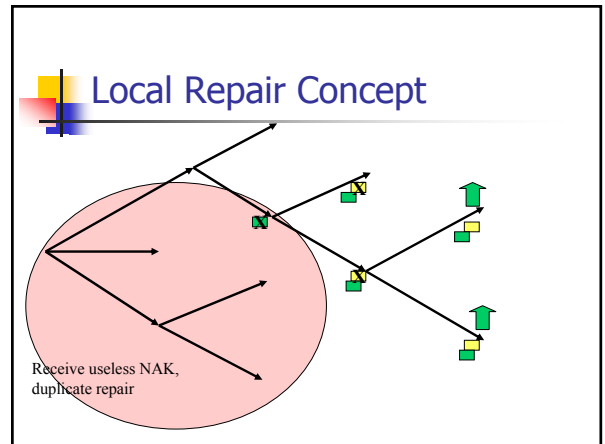 Local Repair Concept
X
X
X
Receive useless NAK,
duplicate repair